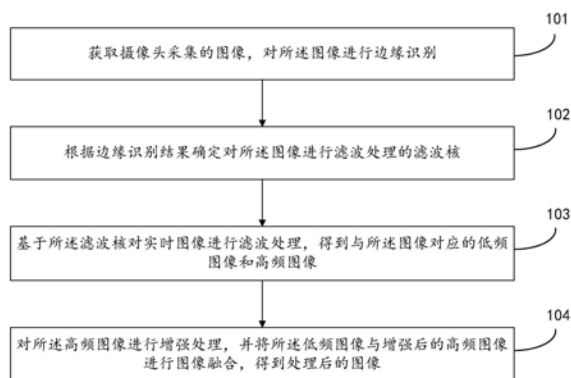 101
获取摄像头采集的图像，对所述图像进行边缘识别
102
根据边缘识别结果确定对所述图像进行滤波处理的滤波核
103
基于所述滤波核对实时图像进行滤波处理，得到与所述图像对应的低频
图像和高频图像
104
对所述高频图像进行增强处理，并将所述低频图像与增强后的高频图像
进行图像融合，得到处理后的图像